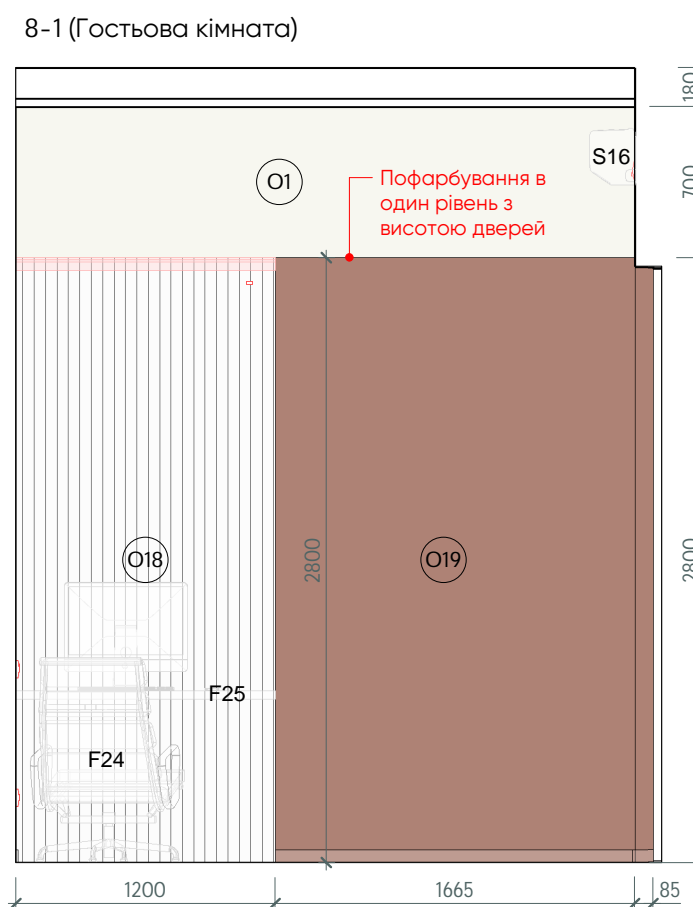 8-1 (Гостьова кімната)
180
S16
O1
Пофарбування в
один рівень з
висотою дверей
700
O18
2800
O19
2800
F25
F24
1200
1665
85